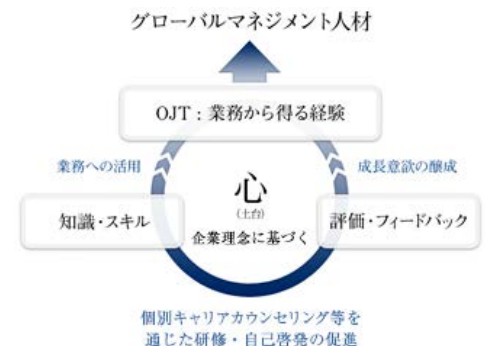 グローバルマネジメント人材
OJT：業務から得る経験
業務への活用
成長意欲の醸成
心
(土台)
企業理念に基づく
知識・スキル
評価・フィードバック
個別キャリアカウンセリング等を
通じた研修・自己啓発の促進